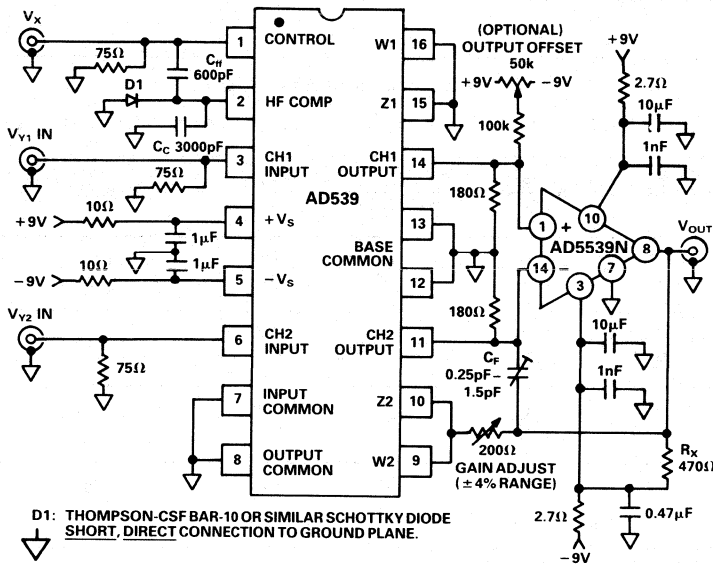 VX
75Ω
Cff
600pF
D1
CC 3000pF
VY1 IN
75Ω
+9V
10Ω
1µF
1µF
-9V
10Ω
VY2 IN
75Ω
1
CONTROL
2
HF COMP
3
CH1
INPUT
4
+VS
5
-VS
6
CH2
INPUT
7
INPUT
COMMON
8
OUTPUT
COMMON
AD539
W1
16
Z1
15
CH1
OUTPUT
14
13
BASE
COMMON
12
CH2
OUTPUT
11
Z2
10
W2
9
(OPTIONAL)
OUTPUT OFFSET
50k
+9V
-9V
100k
180Ω
180Ω
CF
0.25pF–
1.5pF
200Ω
GAIN ADJUST
(±4% RANGE)
+9V
2.7Ω
10µF
1nF
1
+
10
AD5539N
8
14
–
7
3
VOUT
10µF
1nF
RX
470Ω
2.7Ω
0.47µF
-9V
D1: THOMPSON-CSF BAR-10 OR SIMILAR SCHOTTKY DIODE
SHORT, DIRECT CONNECTION TO GROUND PLANE.